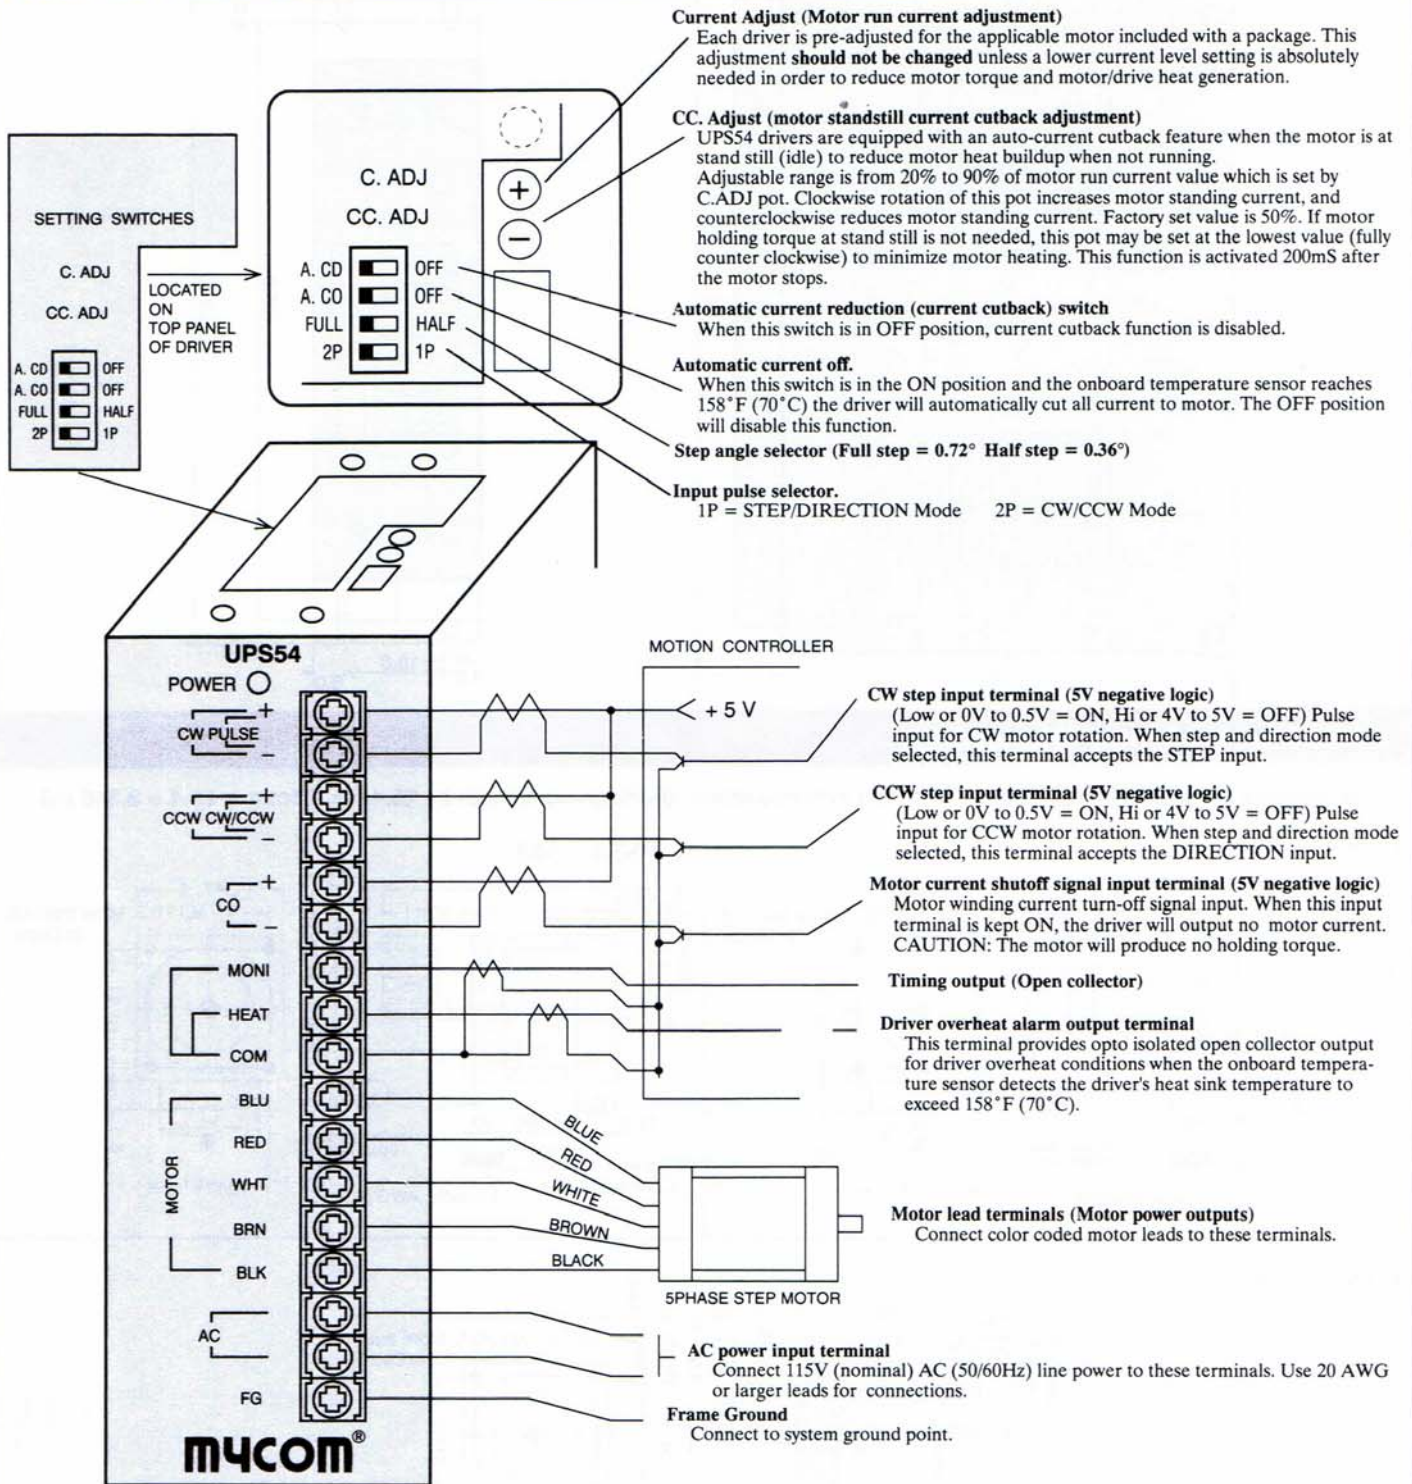 Current Adjust (Motor run current adjustment)
Each driver is pre-adjusted for the applicable motor included with a package. This
adjustment should not be changed unless a lower current level setting is absolutely
needed in order to reduce motor torque and motor/drive heat generation.
CC. Adjust (motor standstill current cutback adjustment)
UPS54 drivers are equipped with an auto-current cutback feature when the motor is at
stand still (idle) to reduce motor heat buildup when not running.
Adjustable range is from 20% to 90% of motor run current value which is set by
C.ADJ pot. Clockwise rotation of this pot increases motor standing current, and
counterclockwise reduces motor standing current. Factory set value is 50%. If motor
holding torque at stand still is not needed, this pot may be set at the lowest value (fully
counter clockwise) to minimize motor heating. This function is activated 200mS after
the motor stops.
Automatic current reduction (current cutback) switch
When this switch is in OFF position, current cutback function is disabled.
Automatic current off.
When this switch is in the ON position and the onboard temperature sensor reaches
158°F (70°C) the driver will automatically cut all current to motor. The OFF position
will disable this function.
Step angle selector (Full step = 0.72° Half step = 0.36°)
Input pulse selector.
1P = STEP/DIRECTION Mode 2P = CW/CCW Mode
SETTING SWITCHES
C. ADJ
CC. ADJ
A. CD OFF
A. CO OFF
FULL HALF
2P 1P
LOCATED
ON
TOP PANEL
OF DRIVER
C. ADJ
CC. ADJ
+
−
A. CD OFF
A. CO OFF
FULL HALF
2P 1P
UPS54
POWER
+
CW PULSE
−
+
CCW CW/CCW
−
+
CO
−
MONI
HEAT
COM
MOTOR
BLU
RED
WHT
BRN
BLK
AC
FG
mycom®
MOTION CONTROLLER
+ 5 V
CW step input terminal (5V negative logic)
(Low or 0V to 0.5V = ON, Hi or 4V to 5V = OFF) Pulse
input for CW motor rotation. When step and direction mode
selected, this terminal accepts the STEP input.
CCW step input terminal (5V negative logic)
(Low or 0V to 0.5V = ON, Hi or 4V to 5V = OFF) Pulse
input for CCW motor rotation. When step and direction mode
selected, this terminal accepts the DIRECTION input.
Motor current shutoff signal input terminal (5V negative logic)
Motor winding current turn-off signal input. When this input
terminal is kept ON, the driver will output no motor current.
CAUTION: The motor will produce no holding torque.
Timing output (Open collector)
Driver overheat alarm output terminal
This terminal provides opto isolated open collector output
for driver overheat conditions when the onboard tempera-
ture sensor detects the driver's heat sink temperature to
exceed 158°F (70°C).
BLUE
RED
WHITE
BROWN
BLACK
5PHASE STEP MOTOR
Motor lead terminals (Motor power outputs)
Connect color coded motor leads to these terminals.
AC power input terminal
Connect 115V (nominal) AC (50/60Hz) line power to these terminals. Use 20 AWG
or larger leads for connections.
Frame Ground
Connect to system ground point.